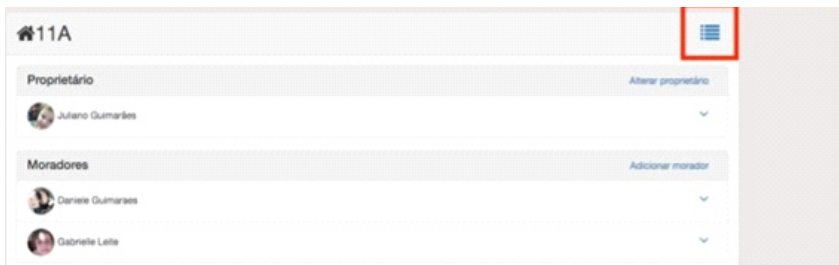 11A
Proprietário Alterar proprietário
Juliano Guimarães
Moradores Adicionar morador
Daniele Guimaraes
Gabrielle Leite